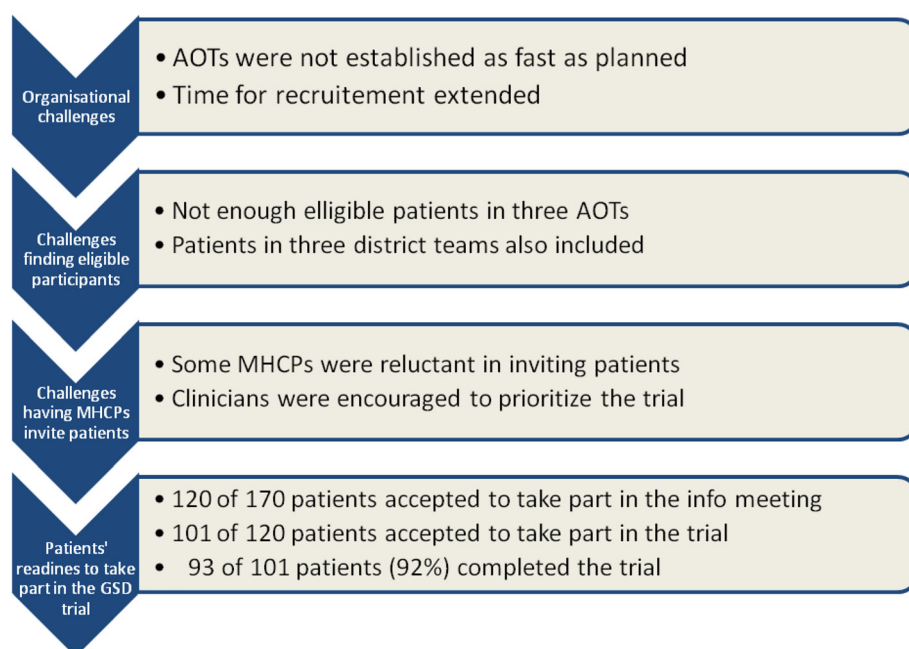 Organisational
challenges
• AOTs were not established as fast as planned
• Time for recruitement extended
Challenges
finding eligible
participants
• Not enough elligible patients in three AOTs
• Patients in three district teams also included
Challenges
having MHCPs
invite patients
• Some MHCPs were reluctant in inviting patients
• Clinicians were encouraged to prioritize the trial
Patients'
readines to take
part in the GSD
trial
• 120 of 170 patients accepted to take part in the info meeting
• 101 of 120 patients accepted to take part in the trial
• 93 of 101 patients (92%) completed the trial